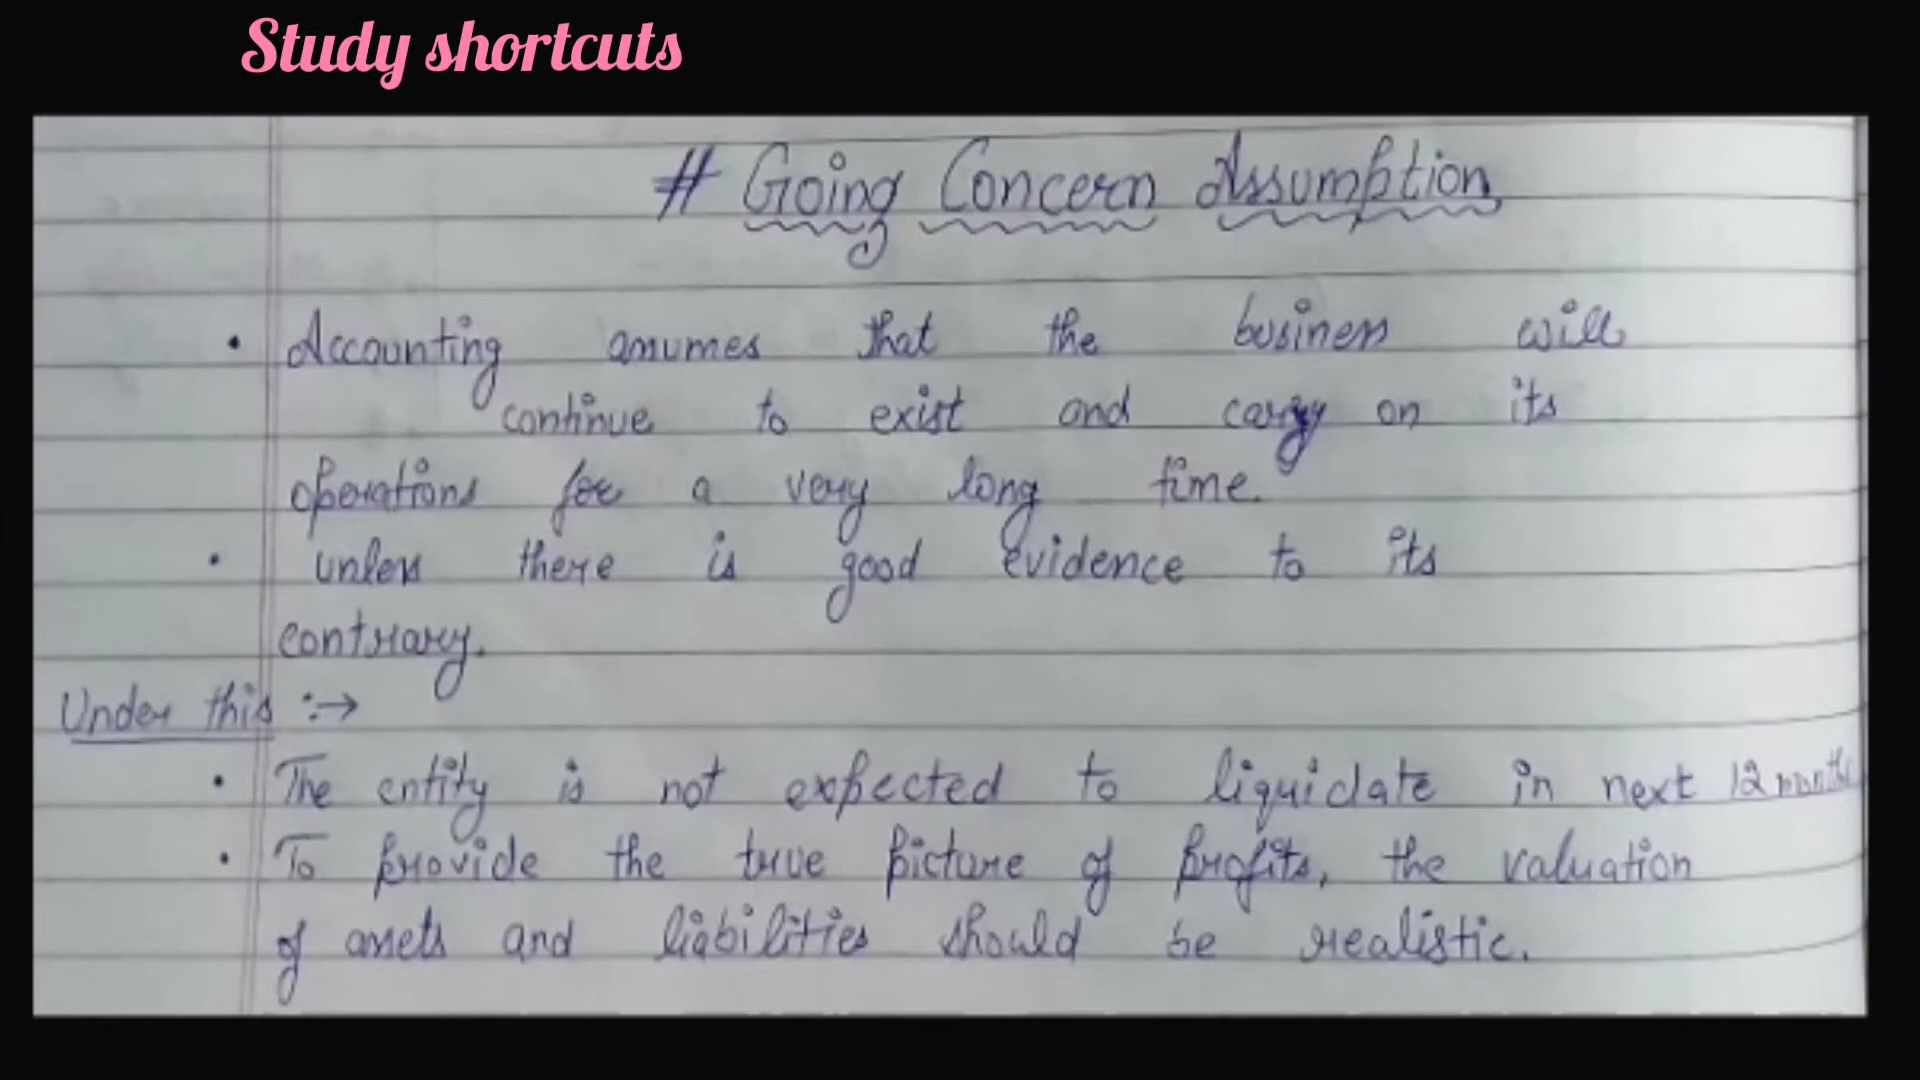 Study shortcuts
# Going Concern Assumption
• Accounting assumes that the business will
continue to exist and carry on its
operations for a very long time.
• unless there is good evidence to its
contrary.
Under this :→
• The entity is not expected to liquidate in next 12 months
• To provide the true picture of profits, the valuation
of assets and liabilities should be realistic.